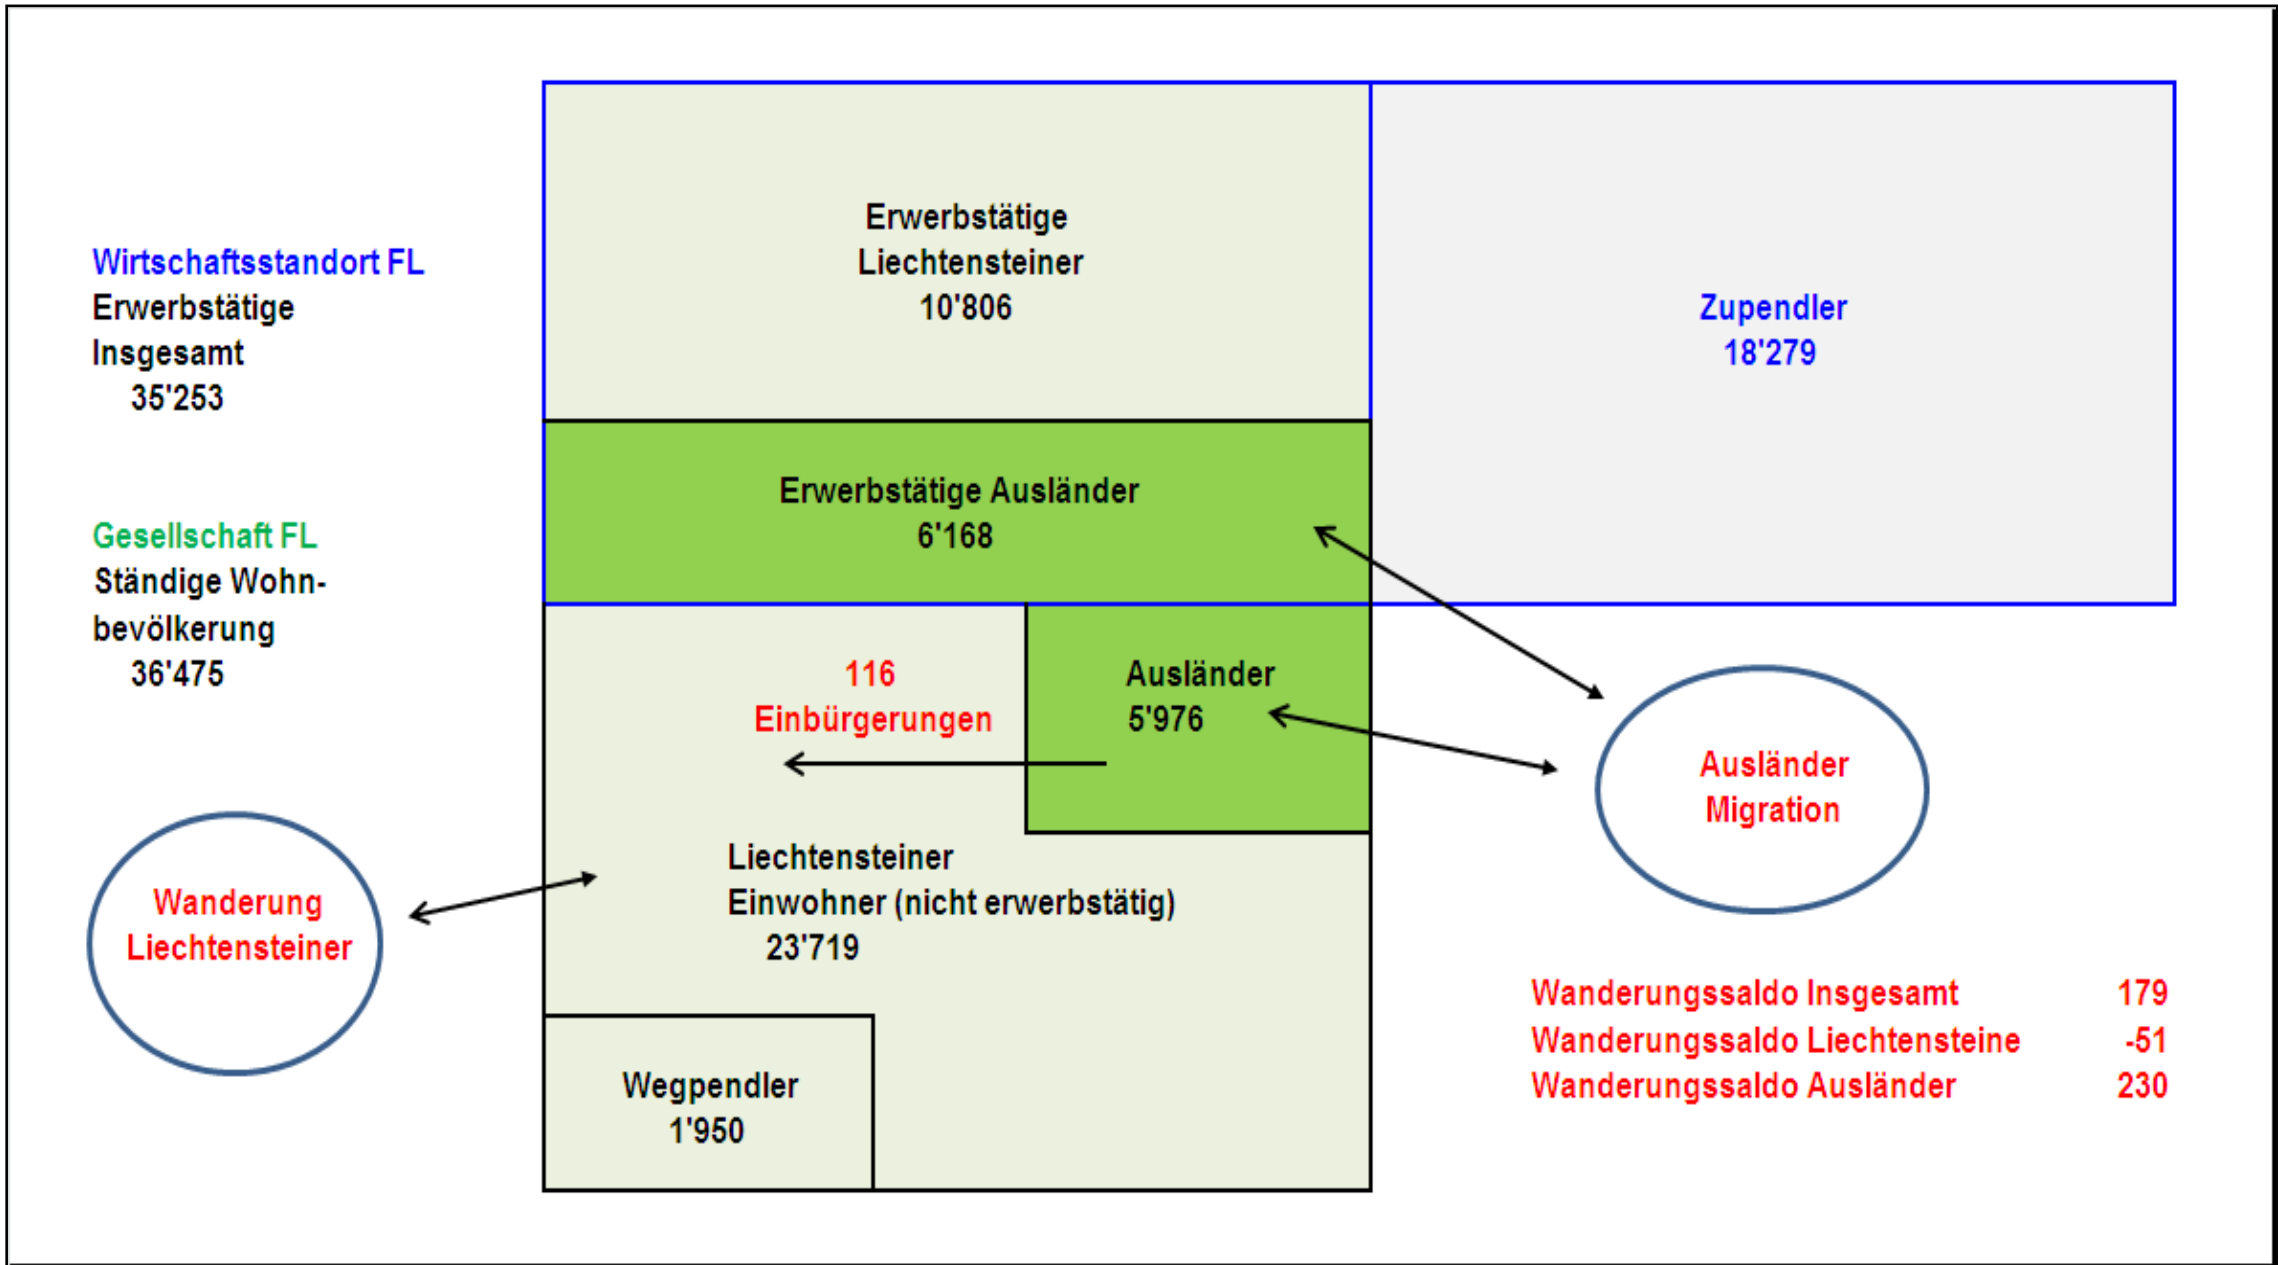 Wirtschaftsstandort FL
Erwerbstätige
Insgesamt
35'253
Gesellschaft FL
Ständige Wohn-
bevölkerung
36'475
Wanderung
Liechtensteiner
Erwerbstätige
Liechtensteiner
10'806
Erwerbstätige Ausländer
6'168
116
Einbürgerungen
Ausländer
5'976
Liechtensteiner
Einwohner (nicht erwerbstätig)
23'719
Wegpendler
1'950
Zupendler
18'279
Ausländer
Migration
Wanderungssaldo Insgesamt 179
Wanderungssaldo Liechtensteine -51
Wanderungssaldo Ausländer 230